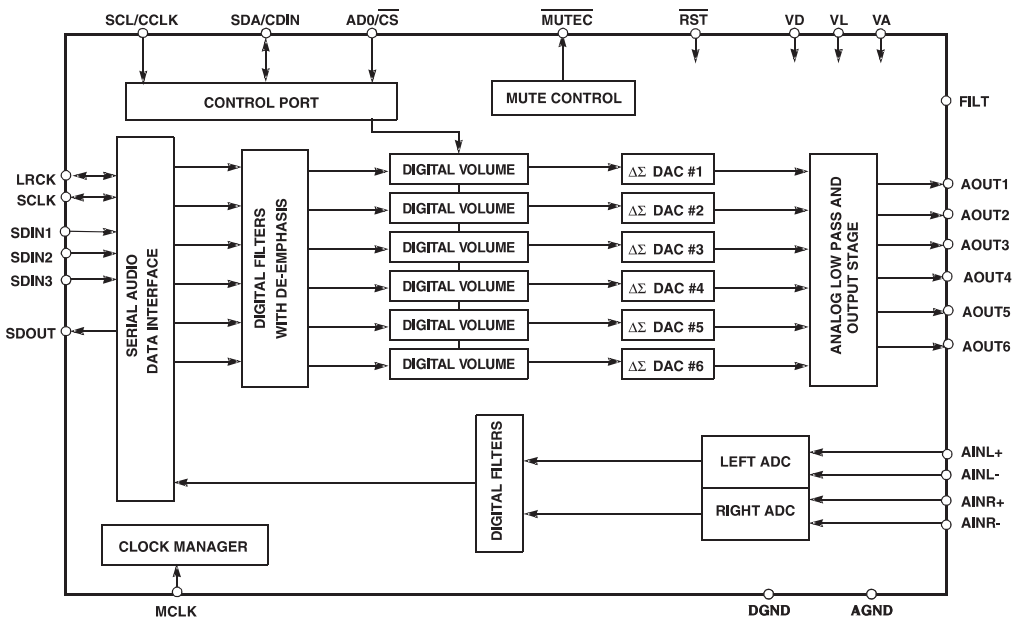 SCL/CCLK SDA/CDIN AD0/C̅S̅ M̅U̅T̅E̅C̅ R̅S̅T̅ VD VL VA
CONTROL PORT
MUTE CONTROL
FILT
LRCK
SCLK
SDIN1
SDIN2
SDIN3
SDOUT
SERIAL AUDIO
DATA INTERFACE
DIGITAL FILTERS
WITH DE-EMPHASIS
DIGITAL VOLUME
DIGITAL VOLUME
DIGITAL VOLUME
DIGITAL VOLUME
DIGITAL VOLUME
DIGITAL VOLUME
ΔΣ DAC #1
ΔΣ DAC #2
ΔΣ DAC #3
ΔΣ DAC #4
ΔΣ DAC #5
ΔΣ DAC #6
ANALOG LOW PASS AND
OUTPUT STAGE
AOUT1
AOUT2
AOUT3
AOUT4
AOUT5
AOUT6
DIGITAL FILTERS
LEFT ADC
RIGHT ADC
AINL+
AINL-
AINR+
AINR-
CLOCK MANAGER
MCLK
DGND
AGND